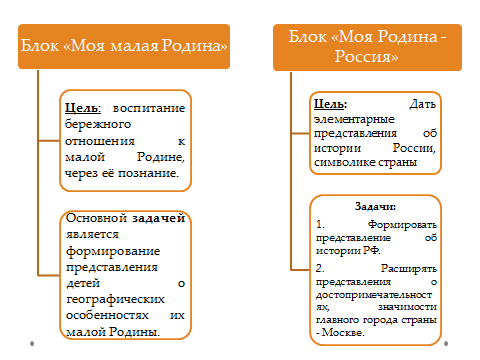 Блок «Моя малая Родина»
Цель: воспитание
бережного
отношения к
малой Родине,
через её познание.
Основной задачей
является
формирование
представления
детей о
географических
особенностях их
малой Родины.
Блок «Моя Родина -
Россия»
Цель: Дать
элементарные
представления об
истории России,
символике страны
Задачи:
1. Формировать
представление об
истории РФ.
2. Расширять
представления о
достопримечательност
ях, значимости
главного города страны
- Москве.